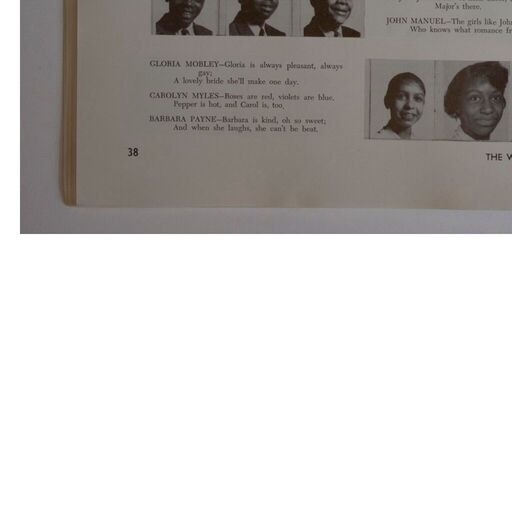 GLORIA MOBLEY—Gloria is always pleasant, always
gay;
A lovely bride she'll make one day.
CAROLYN MYLES—Roses are red, violets are blue.
Pepper is hot, and Carol is, too.
BARBARA PAYNE—Barbara is kind, oh so sweet;
And when she laughs, she can't be beat.
38
Major's there.
JOHN MANUEL—The girls like John
Who knows what romance
THE